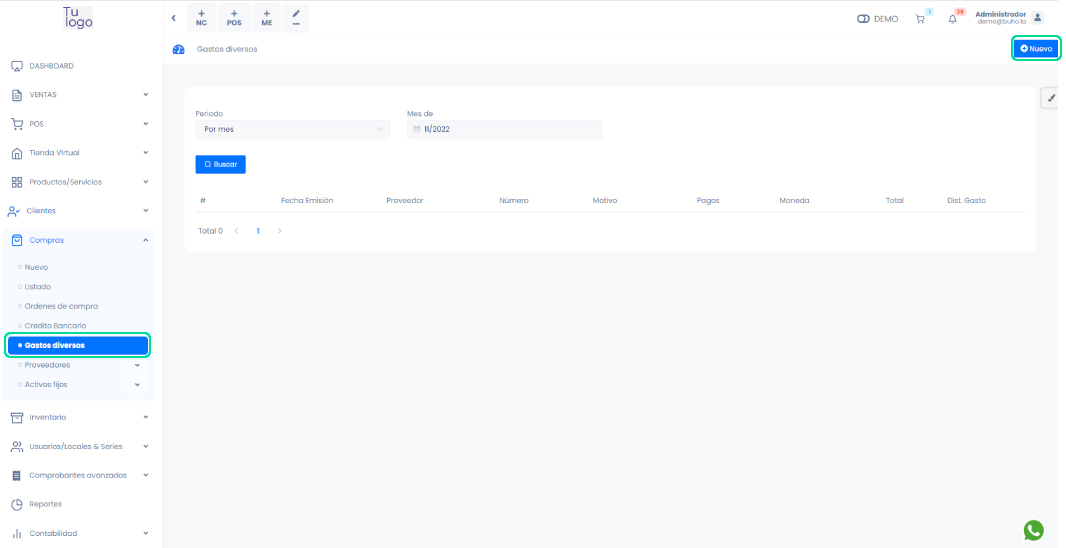 Tu
logo
NC
POS
ME
...
DEMO
1
38
Administrador
demo@buho.la
Gastos diversos
Nuevo
DASHBOARD
VENTAS
POS
Tienda Virtual
Productos/Servicios
Clientes
Compras
Nuevo
Listado
Ordenes de compra
Credito Bancario
Gastos diversos
Proveedores
Activos fijos
Inventario
Usuarios/Locales & Series
Comprobantes avanzados
Reportes
Contabilidad
Periodo
Mes de
Por mes
11/2022
Buscar
# Fecha Emisión Proveedor Número Motivo Pagos Moneda Total Dist. Gasto
Total 0 < 1 >